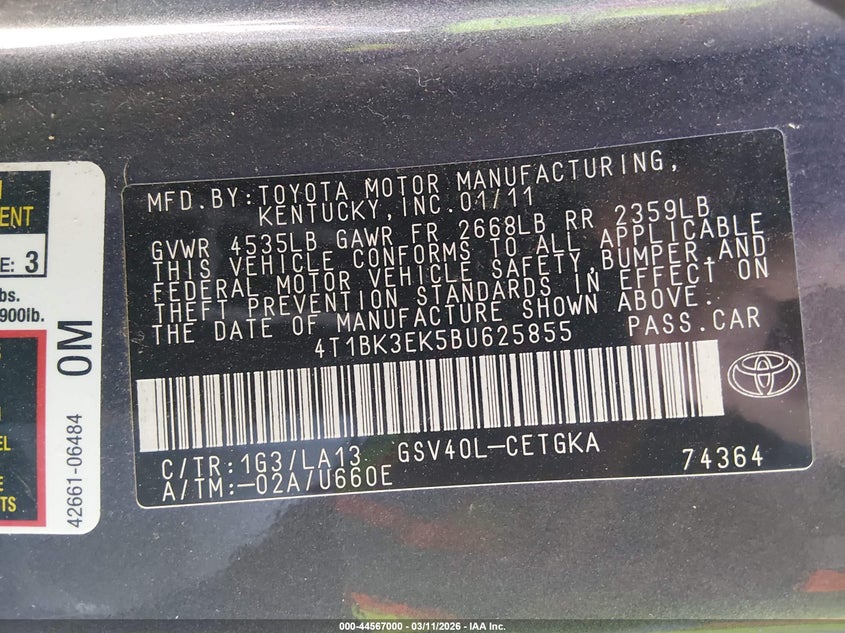 MFD.BY:TOYOTA MOTOR MANUFACTURING,
KENTUCKY,INC.01/11
GVWR 4535LB GAWR FR 2668LB RR 2359LB
THIS VEHICLE CONFORMS TO ALL APPLICABLE
FEDERAL MOTOR VEHICLE SAFETY,BUMPER,AND
THEFT PREVENTION STANDARDS IN EFFECT ON
THE DATE OF MANUFACTURE SHOWN ABOVE.
4T1BK3EK5BU625855 PASS.CAR
C/TR:1G3/LA13 GSV40L-CETGKA
A/TM:-02A/U660E 74364
ENT
E: 3
bs.
900lb.
EL
E
TS
0M
42661-06484
000-44567000 - 03/11/2026 - IAA Inc.